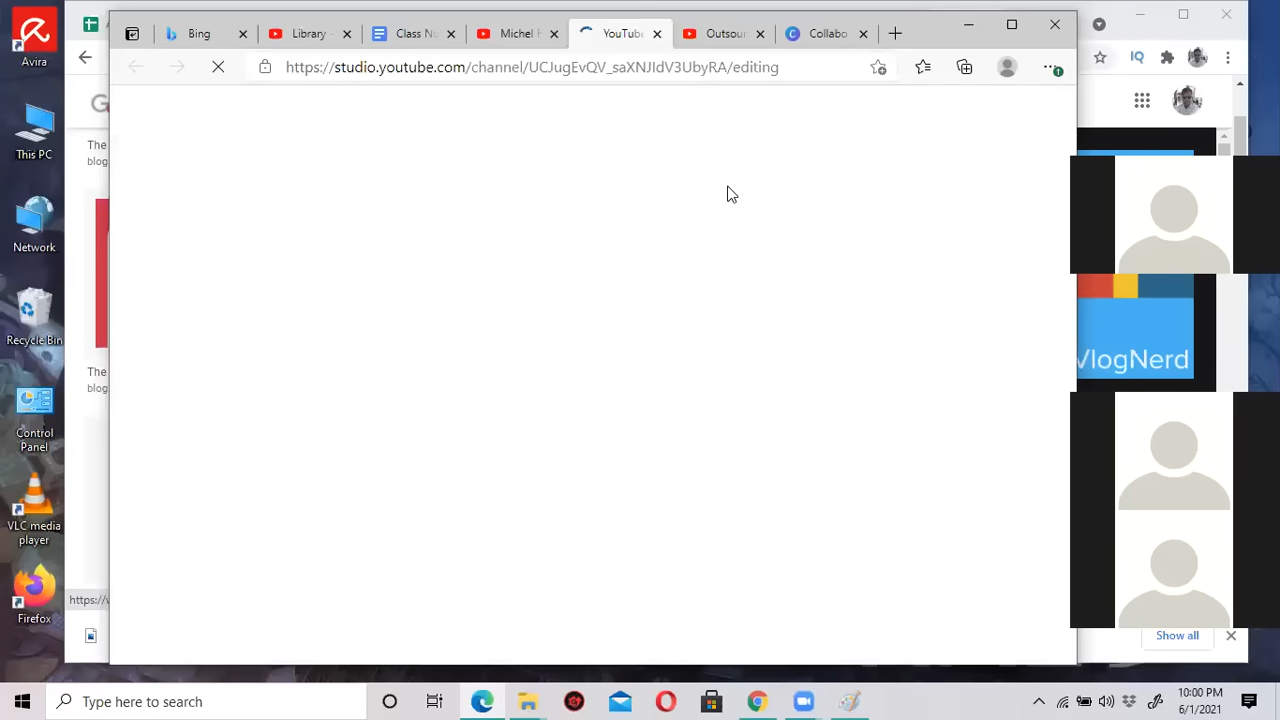 Bing
Library -
Class No
Michel F
YouTube
Outsour
Collabo
https://studio.youtube.com/channel/UCJugEvQV_saXNJIdV3UbyRA/editing
The
blog
The
blog
https://v
Avira
This PC
Network
Recycle Bin
Control
Panel
VLC media
player
Firefox
VlogNerd
Show all
Type here to search
10:00 PM
6/1/2021